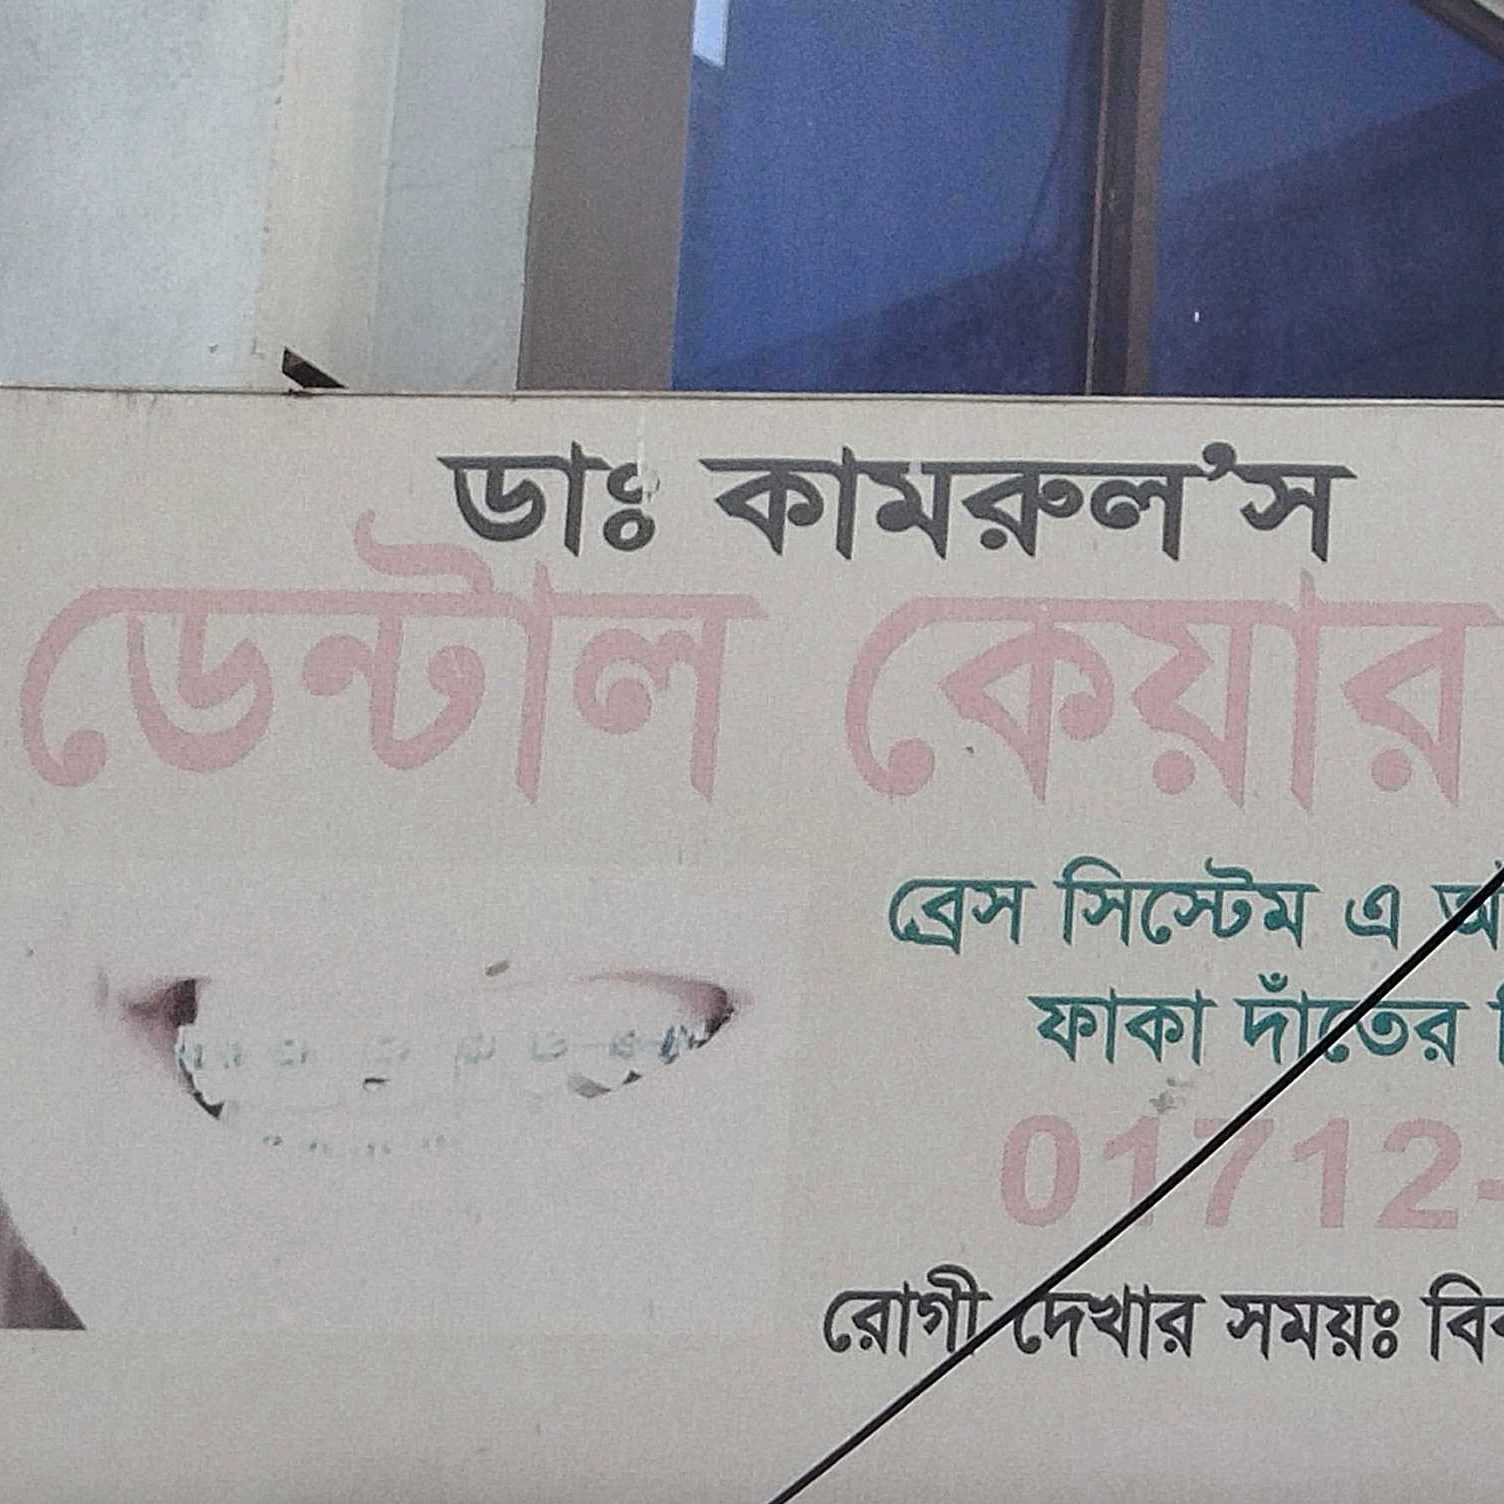 ডাঃ কামরুল'স
ডেন্টাল কেয়ার
ব্রেস সিস্টেম এ
ফাকা দাঁতের
01712-
রোগী দেখার সময়ঃ